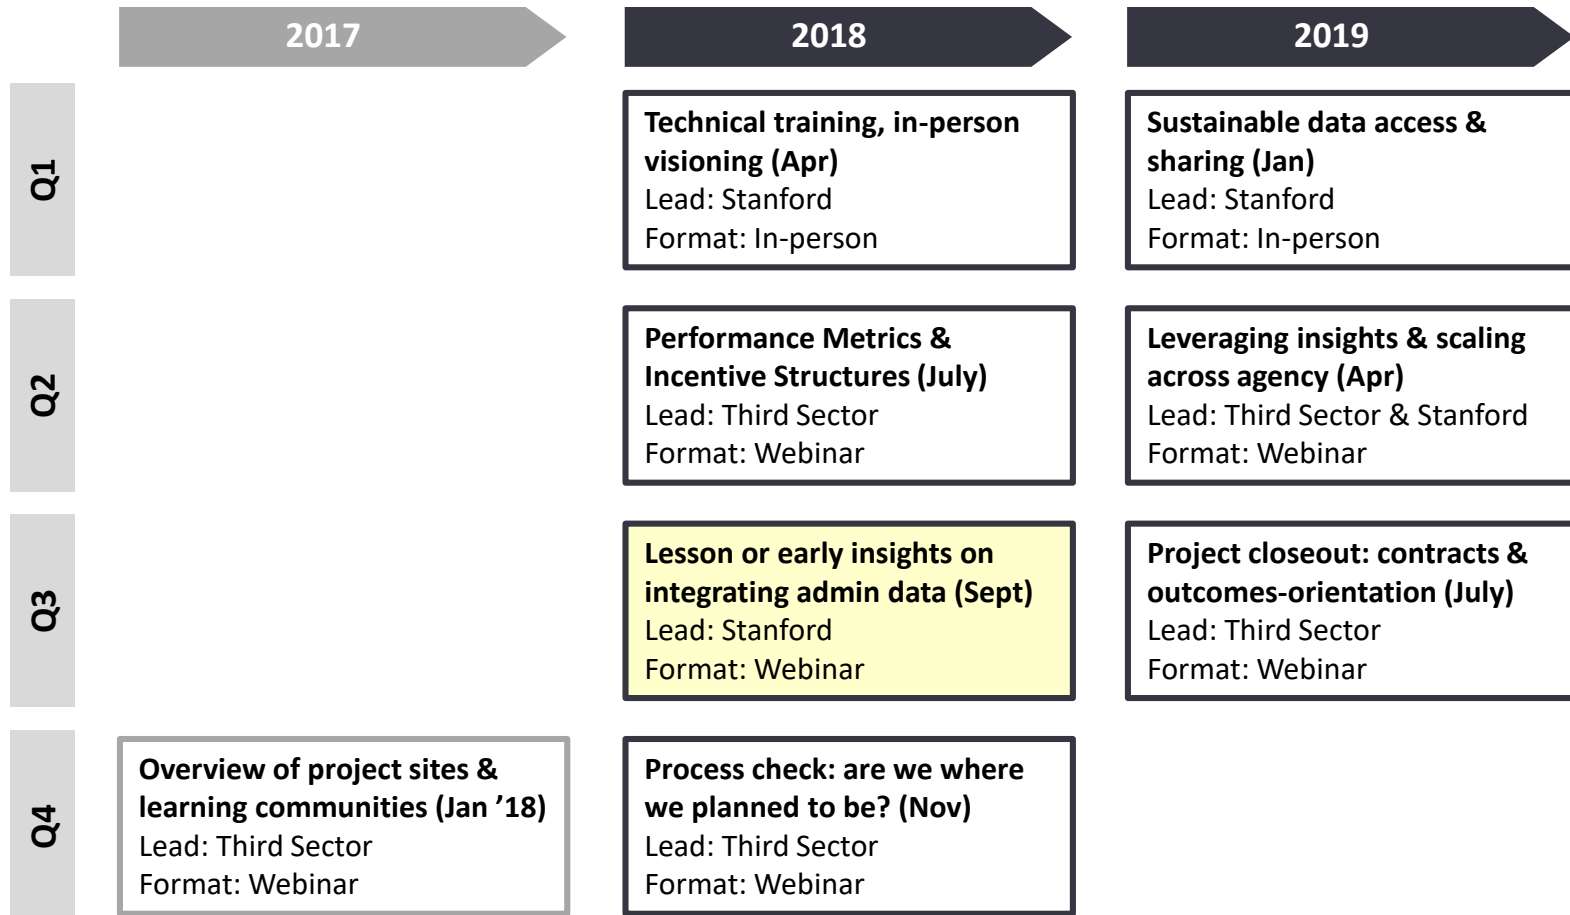 2017
2018
2019
Q1
Technical training, in-person
visioning (Apr)
Lead: Stanford
Format: In-person
Sustainable data access &
sharing (Jan)
Lead: Stanford
Format: In-person
Q2
Performance Metrics &
Incentive Structures (July)
Lead: Third Sector
Format: Webinar
Leveraging insights & scaling
across agency (Apr)
Lead: Third Sector & Stanford
Format: Webinar
Q3
Lesson or early insights on
integrating admin data (Sept)
Lead: Stanford
Format: Webinar
Project closeout: contracts &
outcomes-orientation (July)
Lead: Third Sector
Format: Webinar
Q4
Overview of project sites &
learning communities (Jan ’18)
Lead: Third Sector
Format: Webinar
Process check: are we where
we planned to be? (Nov)
Lead: Third Sector
Format: Webinar